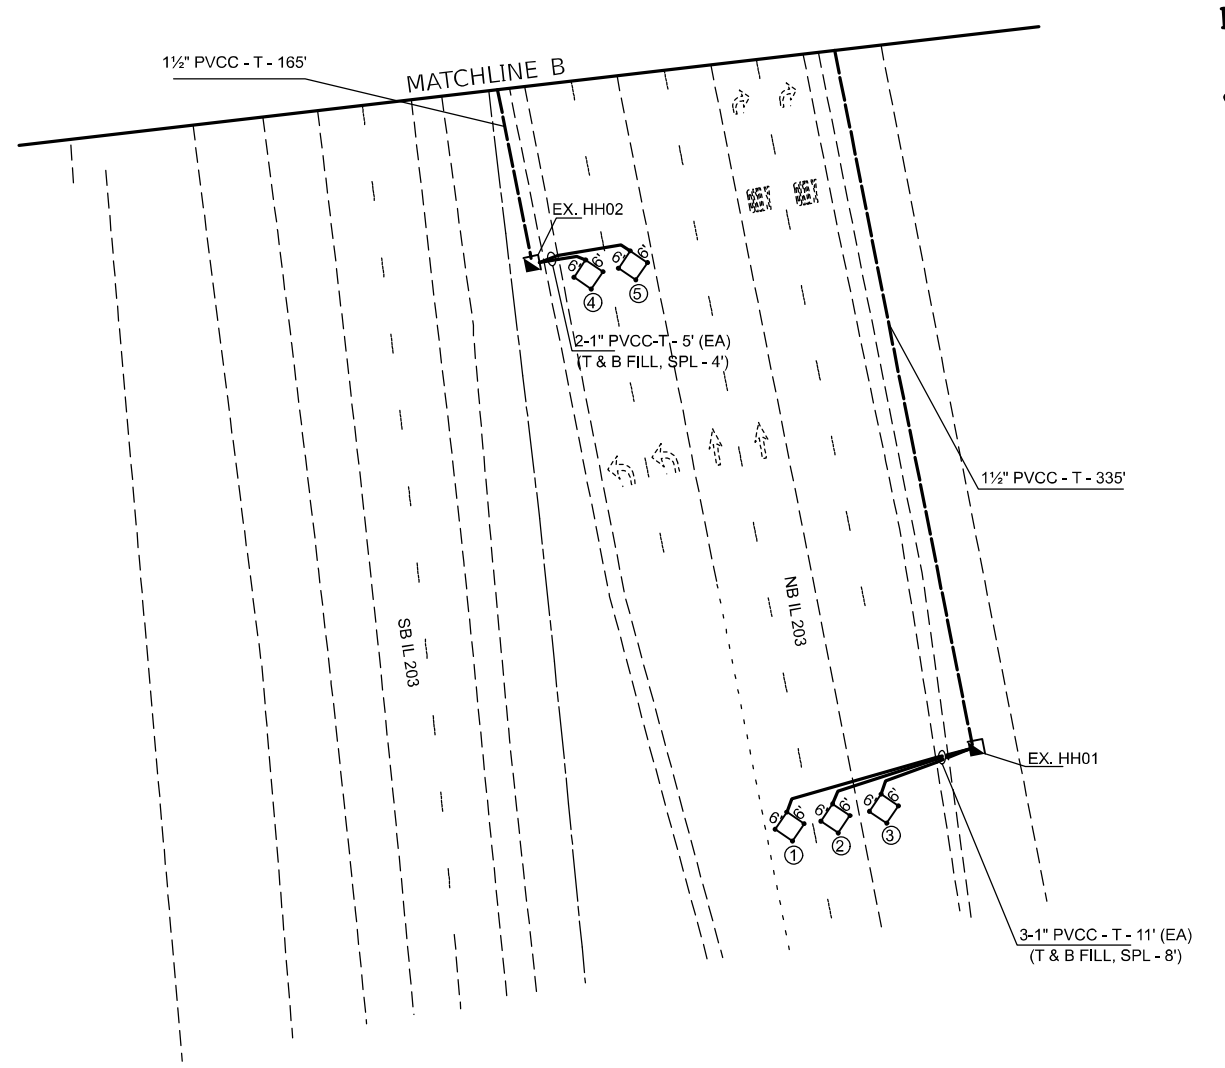 1½" PVCC - T - 165'
MATCHLINE B
EX. HH02
6' 6'
6' 6'
4
5
2-1" PVCC-T - 5' (EA)
(T & B FILL, SPL - 4')
1½" PVCC - T - 335'
NB IL 203
SB IL 203
EX. HH01
6' 6'
6' 6'
6' 6'
1
2
3
3-1" PVCC - T - 11' (EA)
(T & B FILL, SPL - 8')